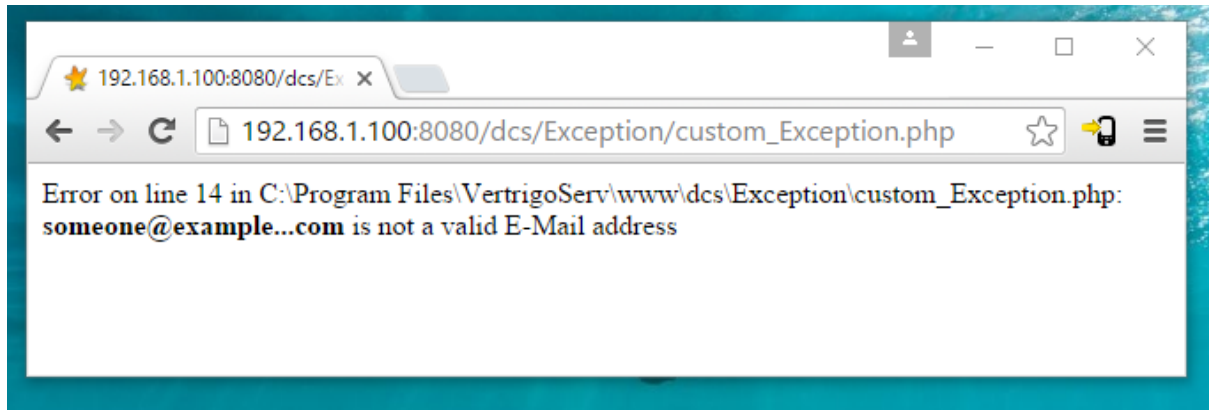 192.168.1.100:8080/dcs/Ex
192.168.1.100:8080/dcs/Exception/custom_Exception.php
Error on line 14 in C:\Program Files\VertrigoServ\www\dcs\Exception\custom_Exception.php:
someone@example...com is not a valid E-Mail address